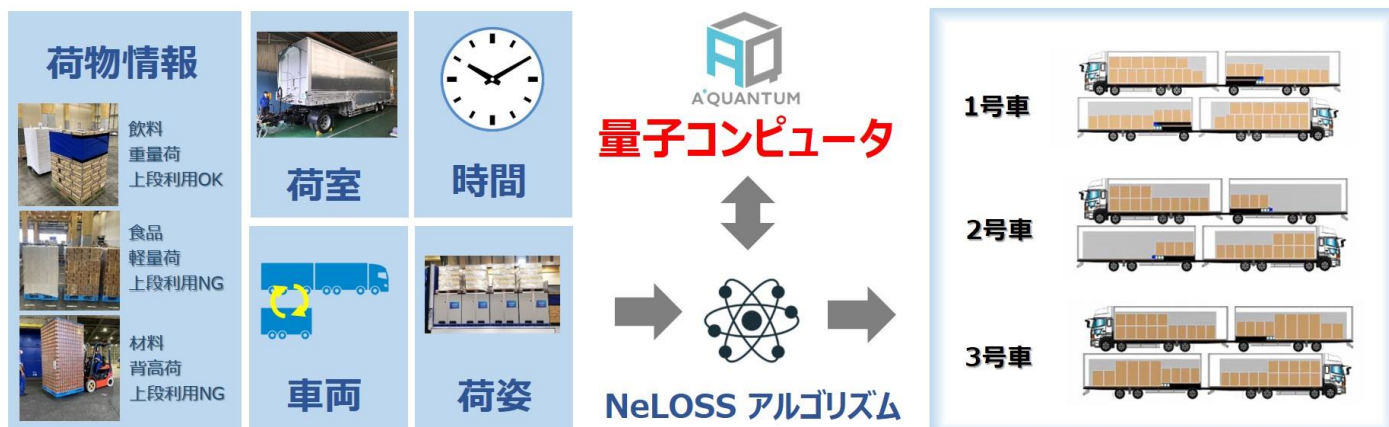 荷物情報
飲料
重量荷
上段利用OK
食品
軽量荷
上段利用NG
材料
背高荷
上段利用NG
荷室
時間
車両
荷姿
AQ
A*QUANTUM
量子コンピュータ
NeLOSS アルゴリズム
1号車
2号車
3号車